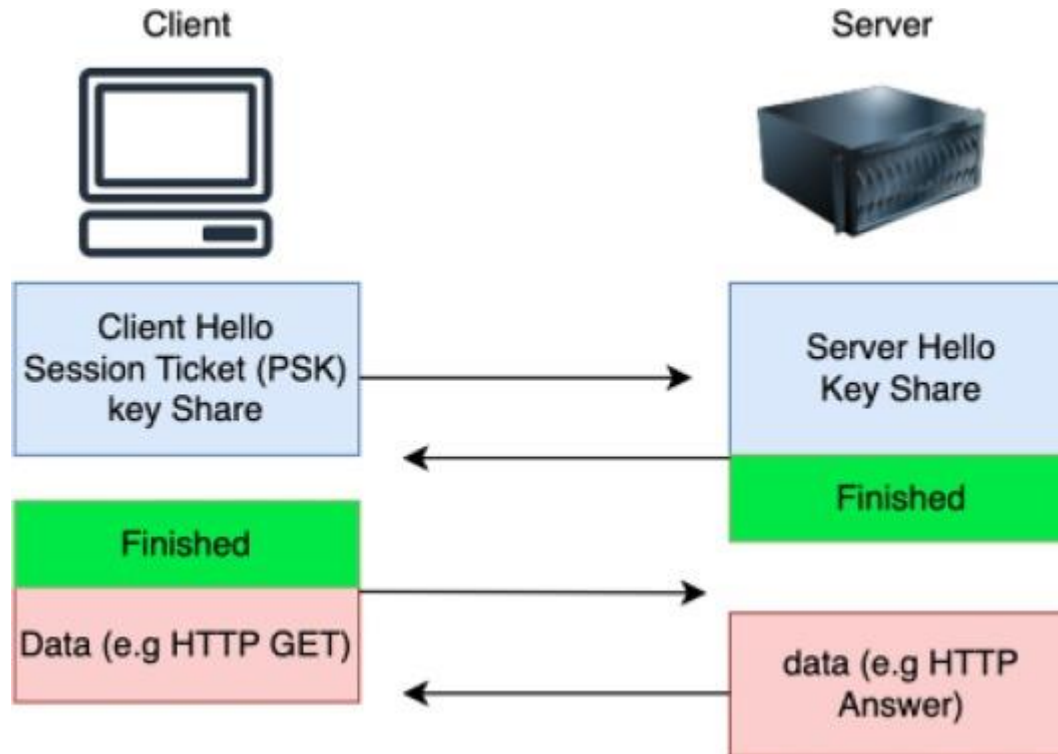 Client
Server
Client Hello
Session Ticket (PSK)
key Share
Server Hello
Key Share
Finished
Finished
Data (e.g HTTP GET)
data (e.g HTTP
Answer)